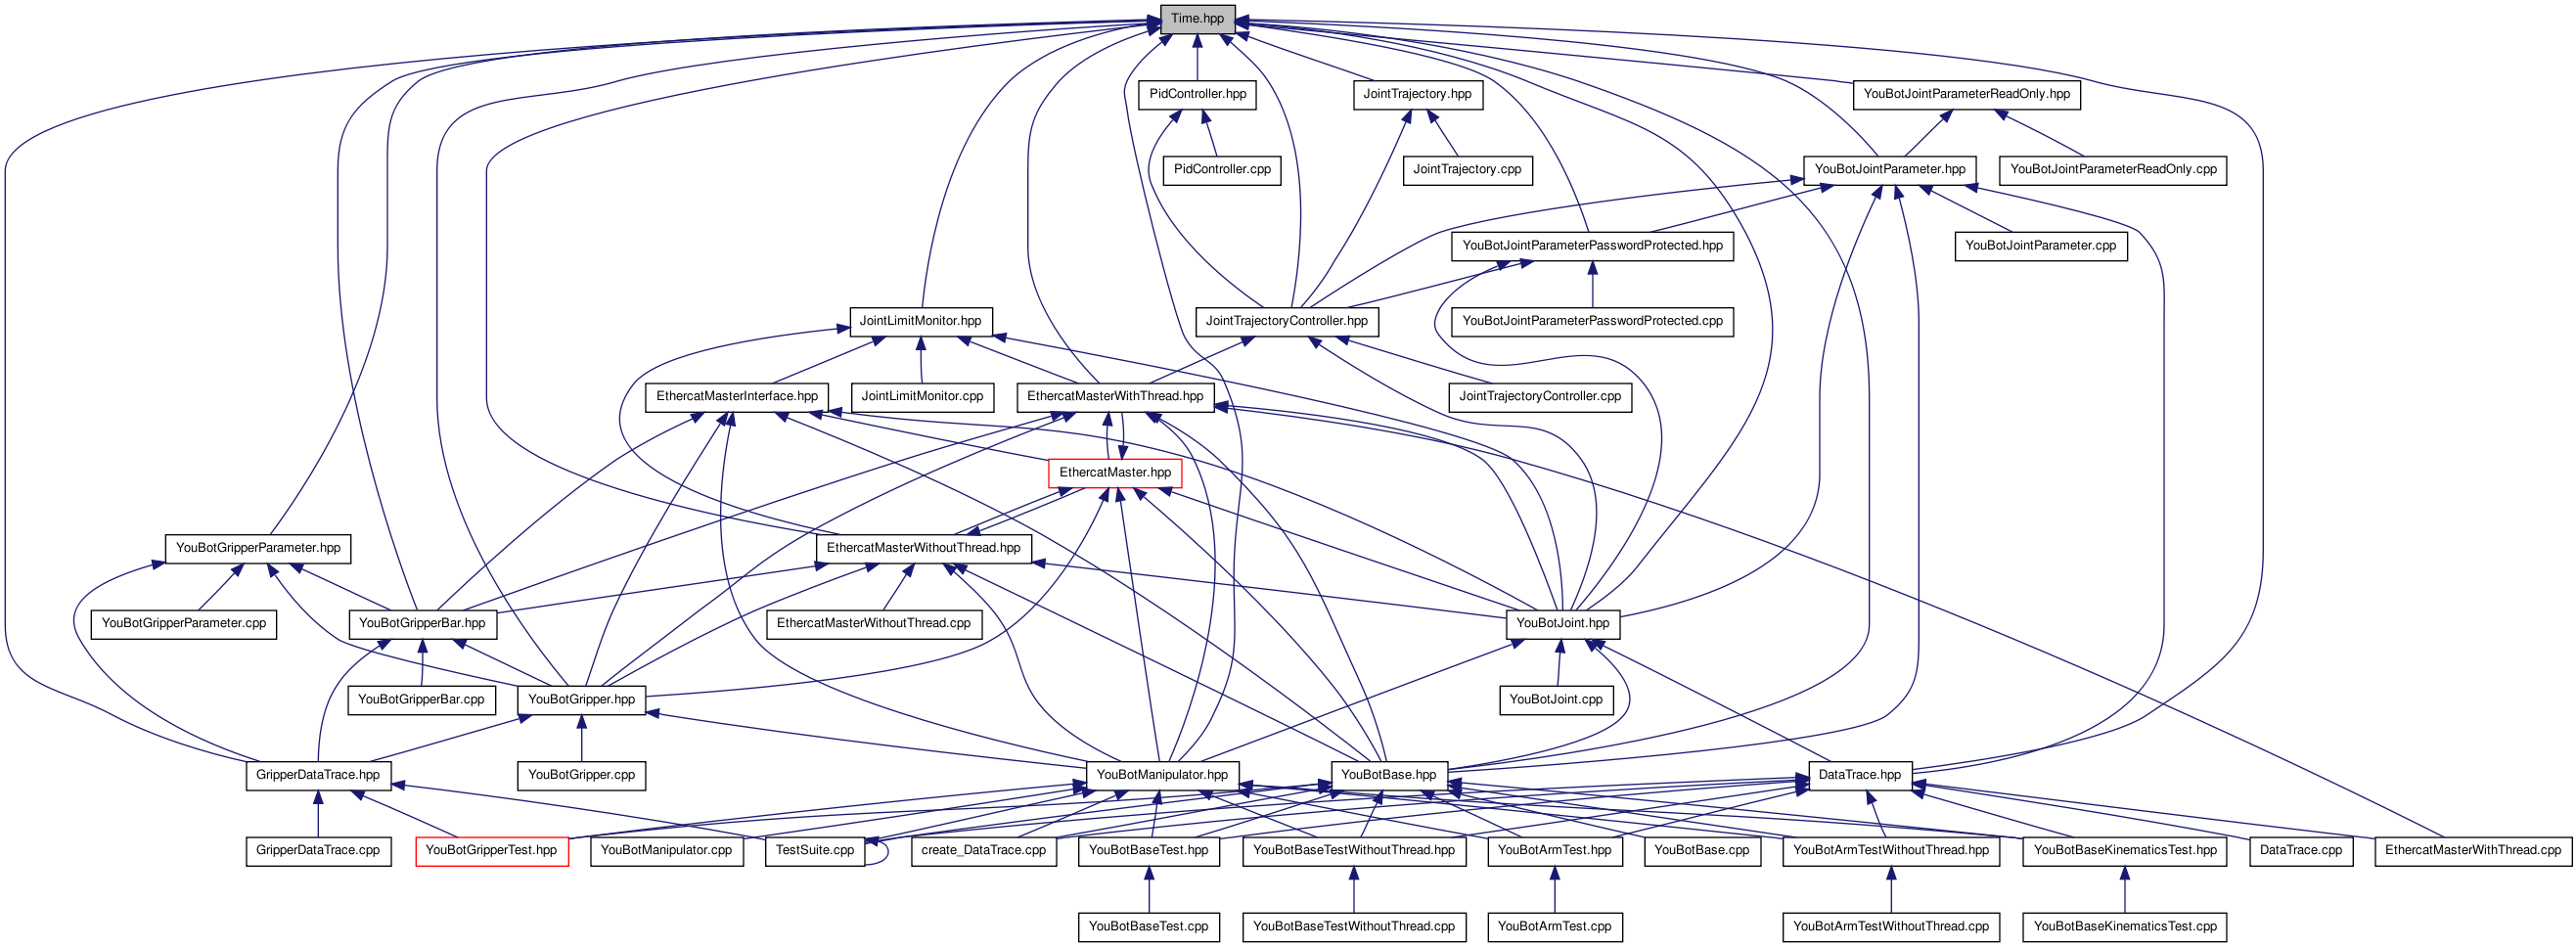 Time.hpp
PidController.hpp
JointTrajectory.hpp
YouBotJointParameterReadOnly.hpp
PidController.cpp
JointTrajectory.cpp
YouBotJointParameter.hpp
YouBotJointParameterReadOnly.cpp
YouBotJointParameterPasswordProtected.hpp
YouBotJointParameter.cpp
JointLimitMonitor.hpp
JointTrajectoryController.hpp
YouBotJointParameterPasswordProtected.cpp
EthercatMasterInterface.hpp
JointLimitMonitor.cpp
EthercatMasterWithThread.hpp
JointTrajectoryController.cpp
EthercatMaster.hpp
YouBotGripperParameter.hpp
EthercatMasterWithoutThread.hpp
YouBotGripperParameter.cpp
YouBotGripperBar.hpp
EthercatMasterWithoutThread.cpp
YouBotJoint.hpp
YouBotGripperBar.cpp
YouBotGripper.hpp
YouBotJoint.cpp
GripperDataTrace.hpp
YouBotGripper.cpp
YouBotManipulator.hpp
YouBotBase.hpp
DataTrace.hpp
GripperDataTrace.cpp
YouBotGripperTest.hpp
YouBotManipulator.cpp
TestSuite.cpp
create_DataTrace.cpp
YouBotBaseTest.hpp
YouBotBaseTestWithoutThread.hpp
YouBotArmTest.hpp
YouBotBase.cpp
YouBotArmTestWithoutThread.hpp
YouBotBaseKinematicsTest.hpp
DataTrace.cpp
EthercatMasterWithThread.cpp
YouBotBaseTest.cpp
YouBotBaseTestWithoutThread.cpp
YouBotArmTest.cpp
YouBotArmTestWithoutThread.cpp
YouBotBaseKinematicsTest.cpp